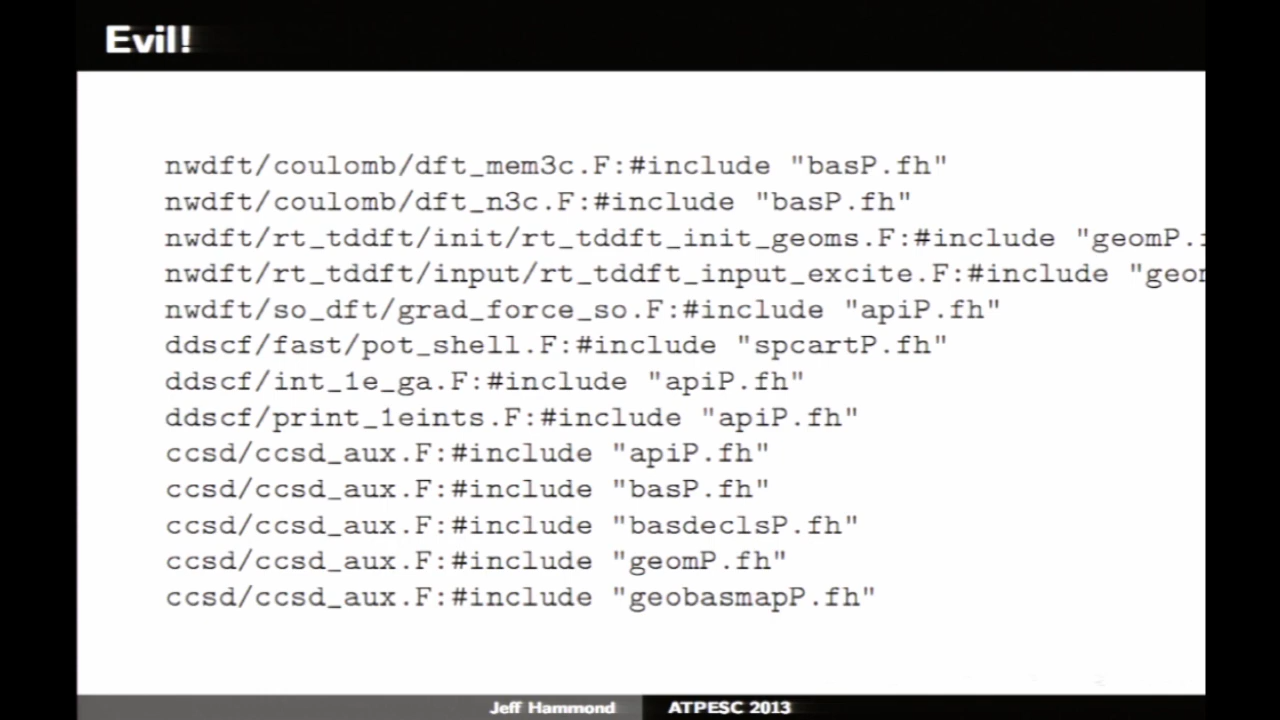 Evil!
nwdft/coulomb/dft_mem3c.F:#include "basP.fh"
nwdft/coulomb/dft_n3c.F:#include "basP.fh"
nwdft/rt_tddft/init/rt_tddft_init_geoms.F:#include "geomP.
nwdft/rt_tddft/input/rt_tddft_input_excite.F:#include "geo
nwdft/so_dft/grad_force_so.F:#include "apiP.fh"
ddscf/fast/pot_shell.F:#include "spcartP.fh"
ddscf/int_1e_ga.F:#include "apiP.fh"
ddscf/print_1eints.F:#include "apiP.fh"
ccsd/ccsd_aux.F:#include "apiP.fh"
ccsd/ccsd_aux.F:#include "basP.fh"
ccsd/ccsd_aux.F:#include "basdeclsP.fh"
ccsd/ccsd_aux.F:#include "geomP.fh"
ccsd/ccsd_aux.F:#include "geobasmapP.fh"
Jeff Hammond ATPESC 2013